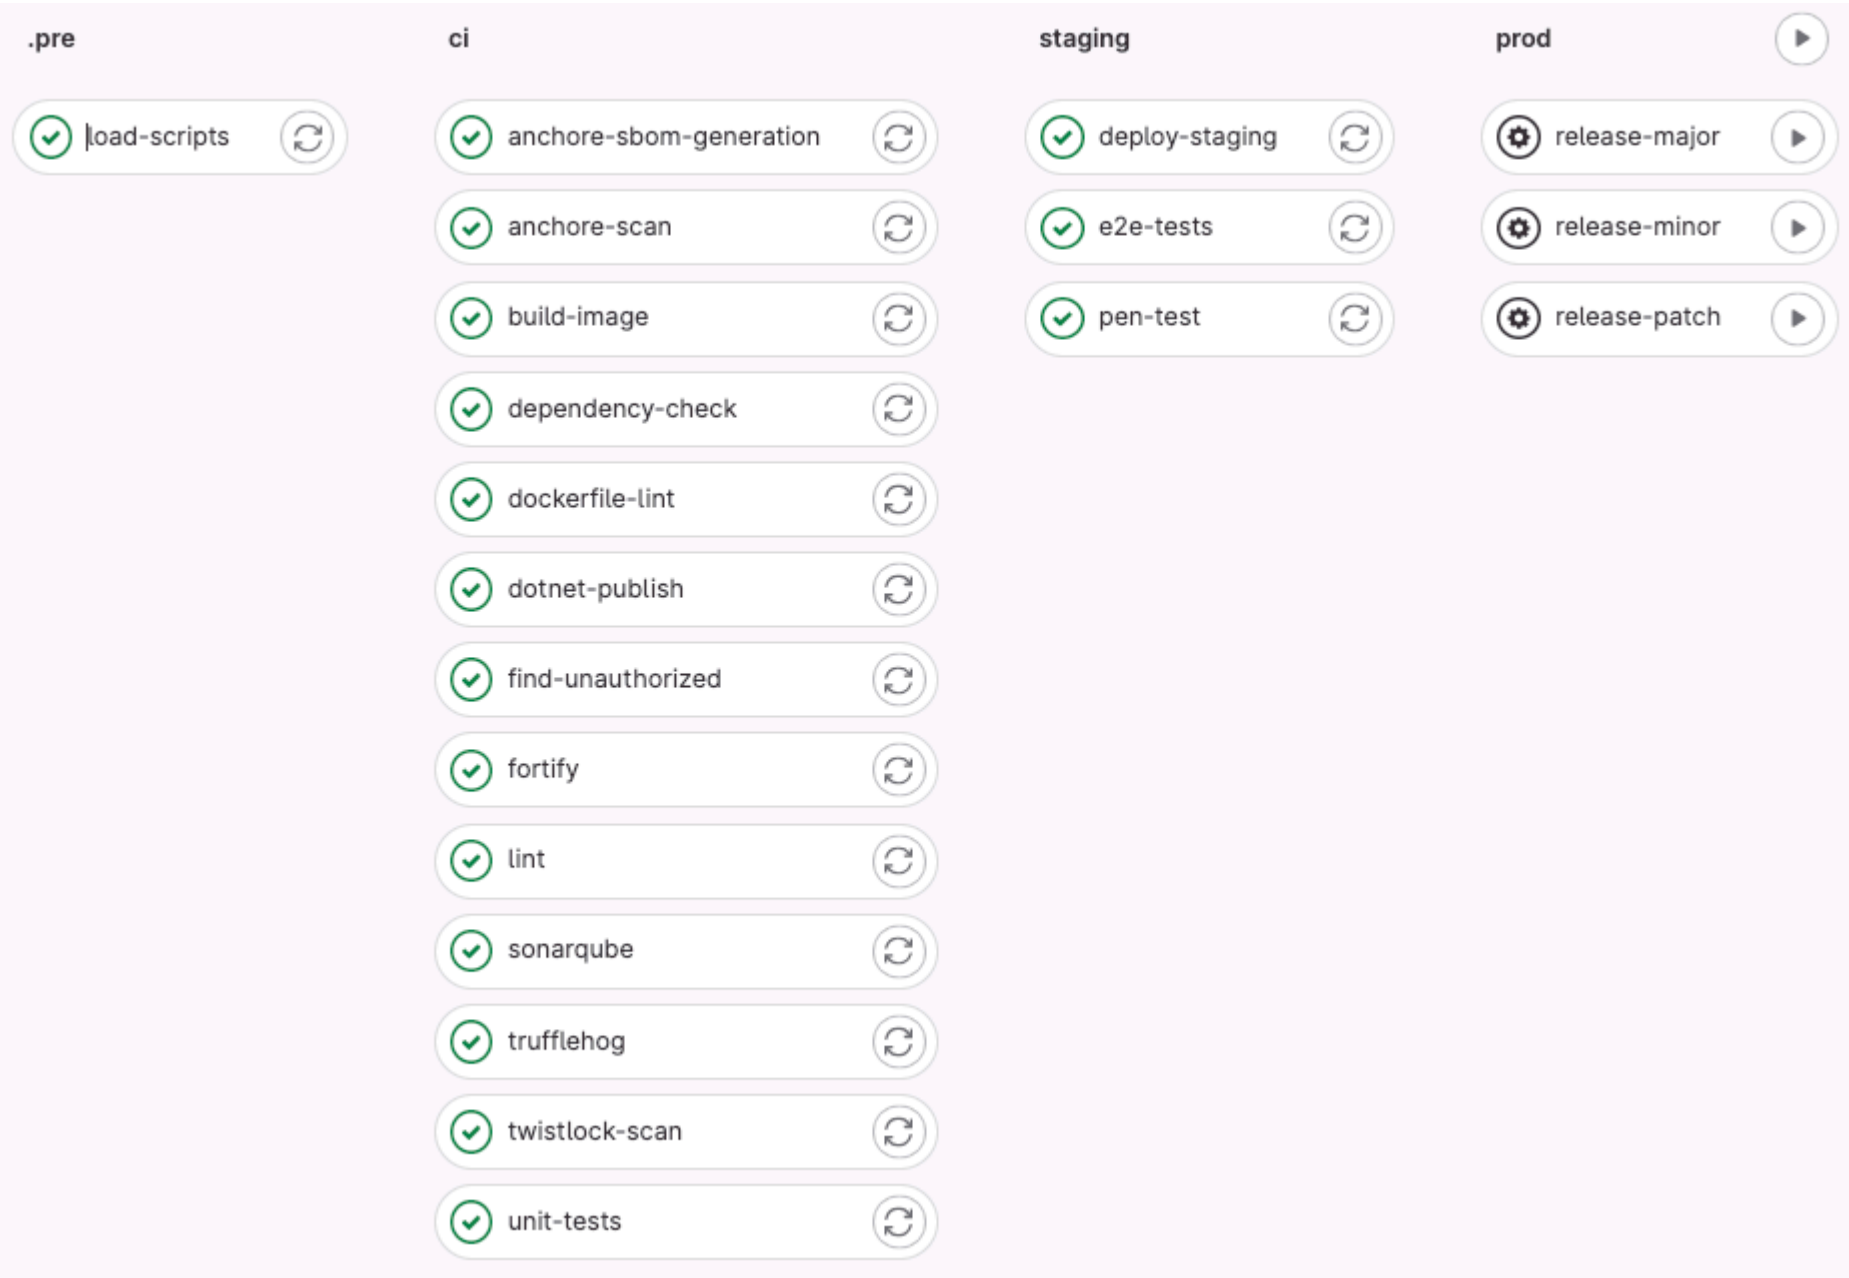 .pre
load-scripts
ci
anchore-sbom-generation
anchore-scan
build-image
dependency-check
dockerfile-lint
dotnet-publish
find-unauthorized
fortify
lint
sonarqube
trufflehog
twistlock-scan
unit-tests
staging
deploy-staging
e2e-tests
pen-test
prod
release-major
release-minor
release-patch